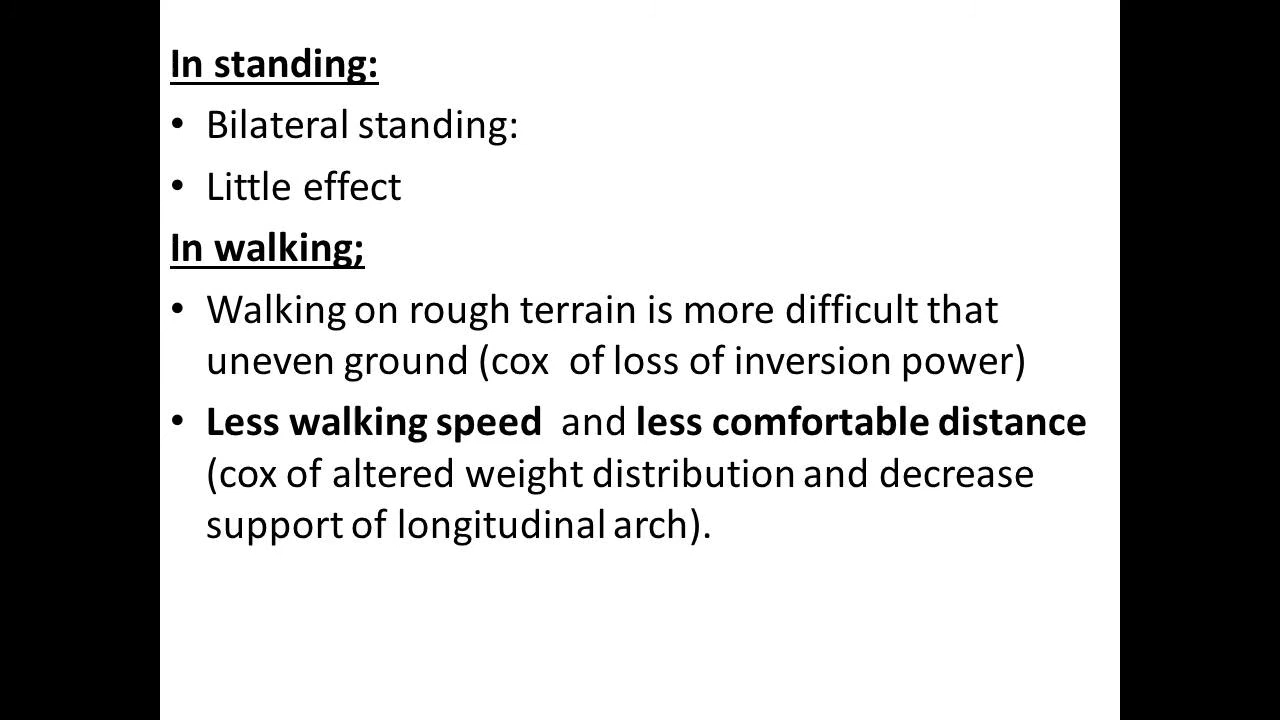 In standing:
• Bilateral standing:
• Little effect
In walking;
• Walking on rough terrain is more difficult that
uneven ground (cox of loss of inversion power)
• Less walking speed and less comfortable distance
(cox of altered weight distribution and decrease
support of longitudinal arch).